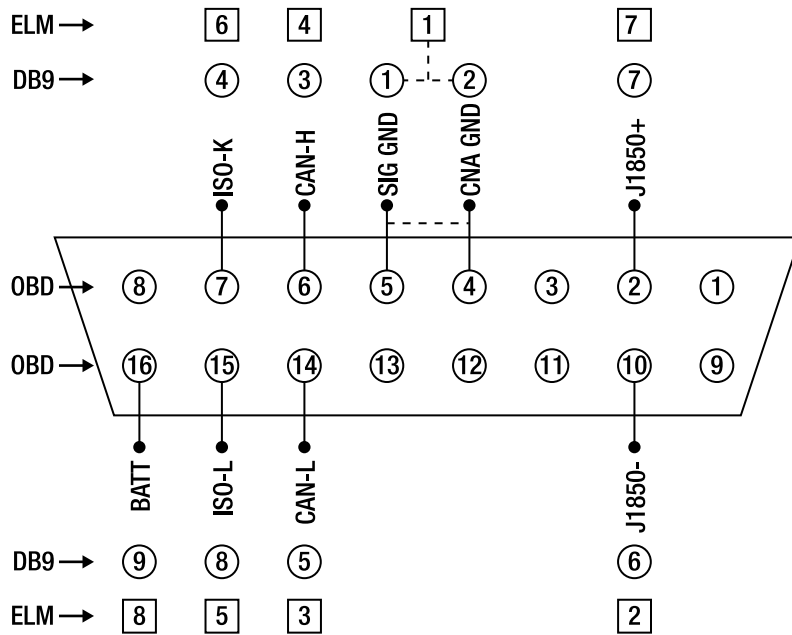 ELM 6 4 1 7
DB9 4 3 1 2 7
ISO-K CAN-H SIG GND CNA GND J1850+
OBD 8 7 6 5 4 3 2 1
OBD 16 15 14 13 12 11 10 9
BATT ISO-L CAN-L J1850-
DB9 9 8 5 6
ELM 8 5 3 2